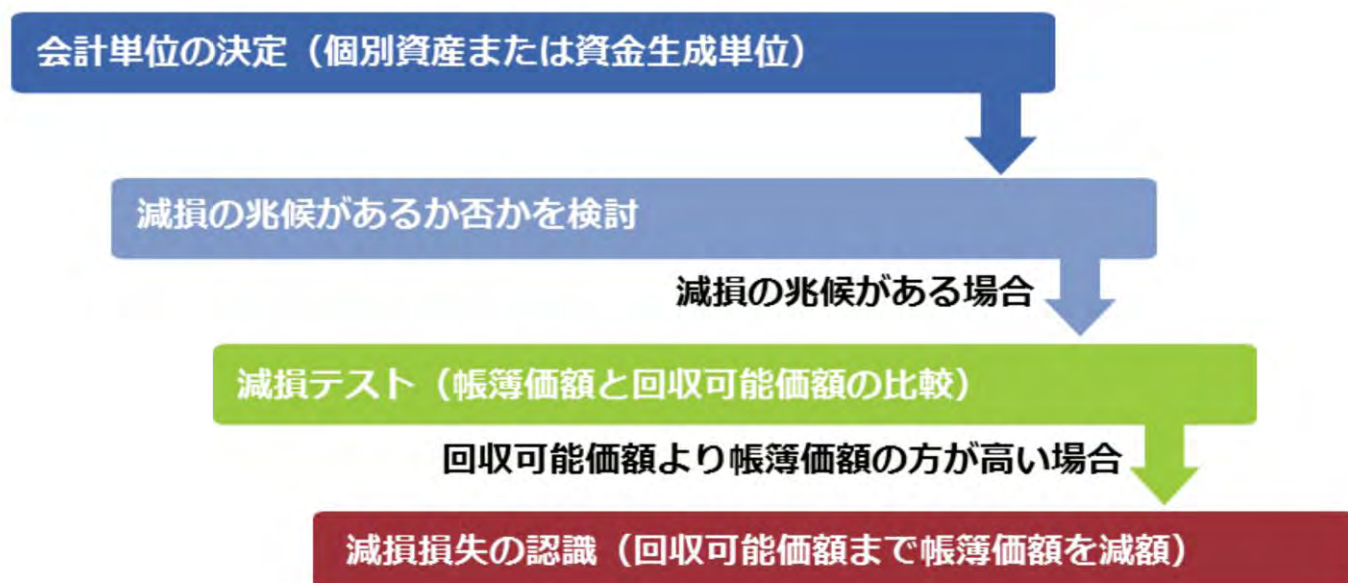 会計単位の決定（個別資産または資金生成単位）
減損の兆候があるか否かを検討
減損の兆候がある場合
減損テスト（帳簿価額と回収可能価額の比較）
回収可能価額より帳簿価額の方が高い場合
減損損失の認識（回収可能価額まで帳簿価額を減額）